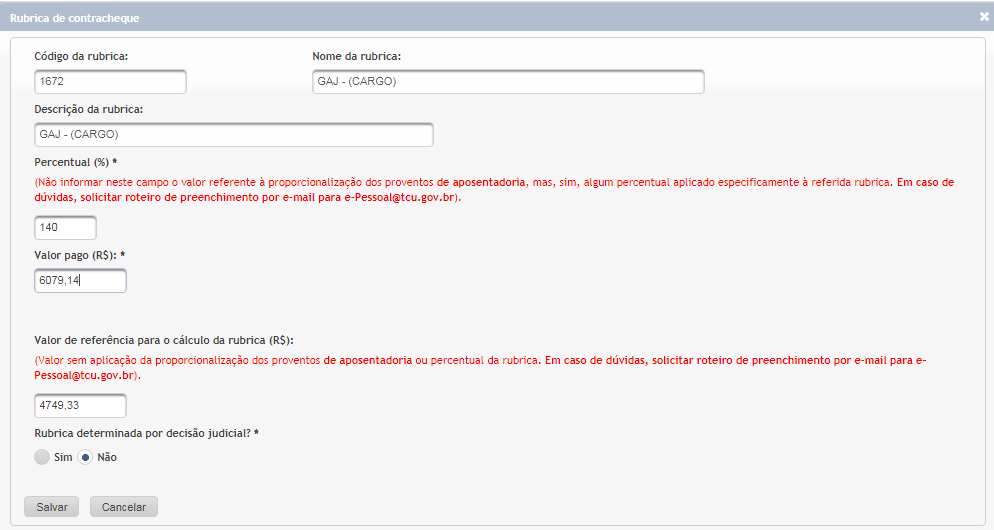 Rubrica de contracheque
Código da rubrica: Nome da rubrica:
1672 GAJ - (CARGO)
Descrição da rubrica:
GAJ - (CARGO)
Percentual (%) *
(Não informar neste campo o valor referente à proporcionalização dos proventos de aposentadoria, mas, sim, algum percentual aplicado especificamente à referida rubrica. Em caso de
dúvidas, solicitar roteiro de preenchimento por e-mail para e-Pessoal@tcu.gov.br).
140
Valor pago (R$): *
6079,14
Valor de referência para o cálculo da rubrica (R$):
(Valor sem aplicação da proporcionalização dos proventos de aposentadoria ou percentual da rubrica. Em caso de dúvidas, solicitar roteiro de preenchimento por e-mail para e-
Pessoal@tcu.gov.br).
4749,33
Rubrica determinada por decisão judicial? *
Sim Não
Salvar Cancelar